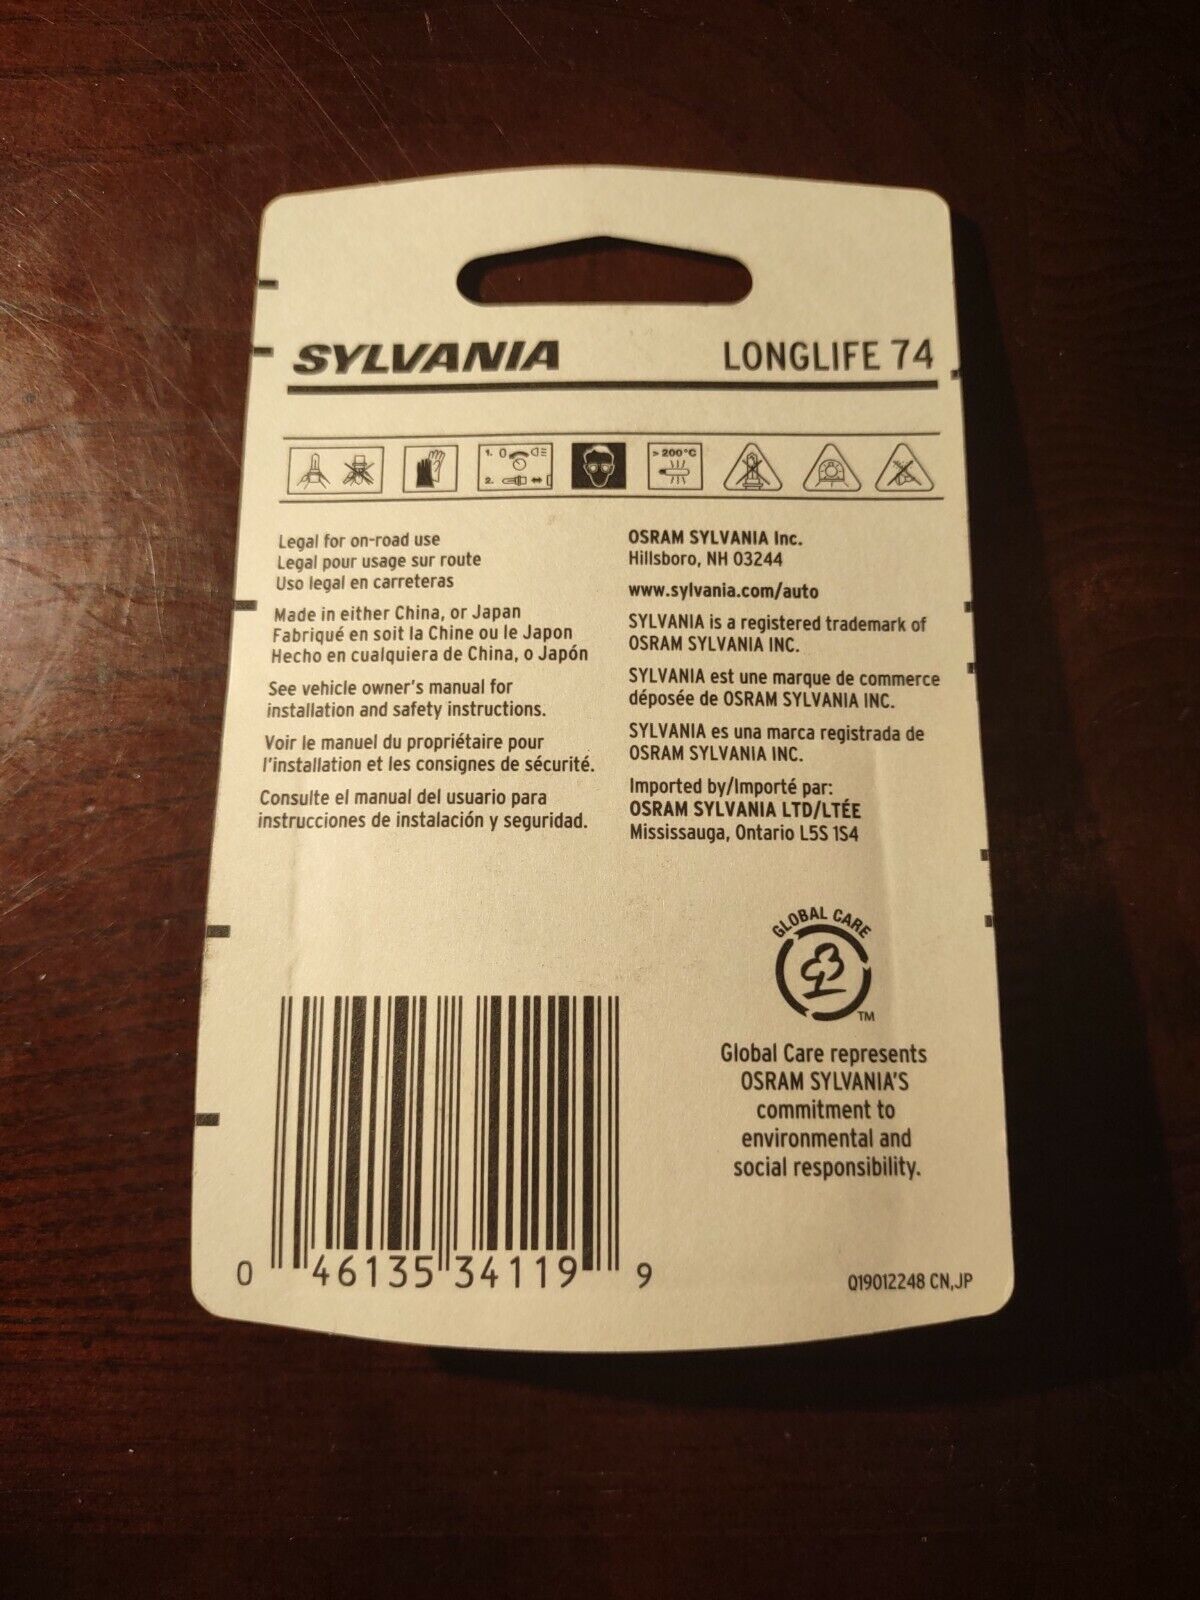 SYLVANIA LONGLIFE 74
1. 0
2.
> 200°C
Legal for on-road use
Legal pour usage sur route
Uso legal en carreteras
Made in either China, or Japan
Fabriqué en soit la Chine ou le Japon
Hecho en cualquiera de China, o Japón
See vehicle owner's manual for
installation and safety instructions.
Voir le manuel du propriétaire pour
l'installation et les consignes de sécurité.
Consulte el manual del usuario para
instrucciones de instalación y seguridad.
OSRAM SYLVANIA Inc.
Hillsboro, NH 03244
www.sylvania.com/auto
SYLVANIA is a registered trademark of
OSRAM SYLVANIA INC.
SYLVANIA est une marque de commerce
déposée de OSRAM SYLVANIA INC.
SYLVANIA es una marca registrada de
OSRAM SYLVANIA INC.
Imported by/Importé par:
OSRAM SYLVANIA LTD/LTÉE
Mississauga, Ontario L5S 1S4
GLOBAL CARE
TM
Global Care represents
OSRAM SYLVANIA'S
commitment to
environmental and
social responsibility.
0 46135 34119 9
Q19012248 CN,JP